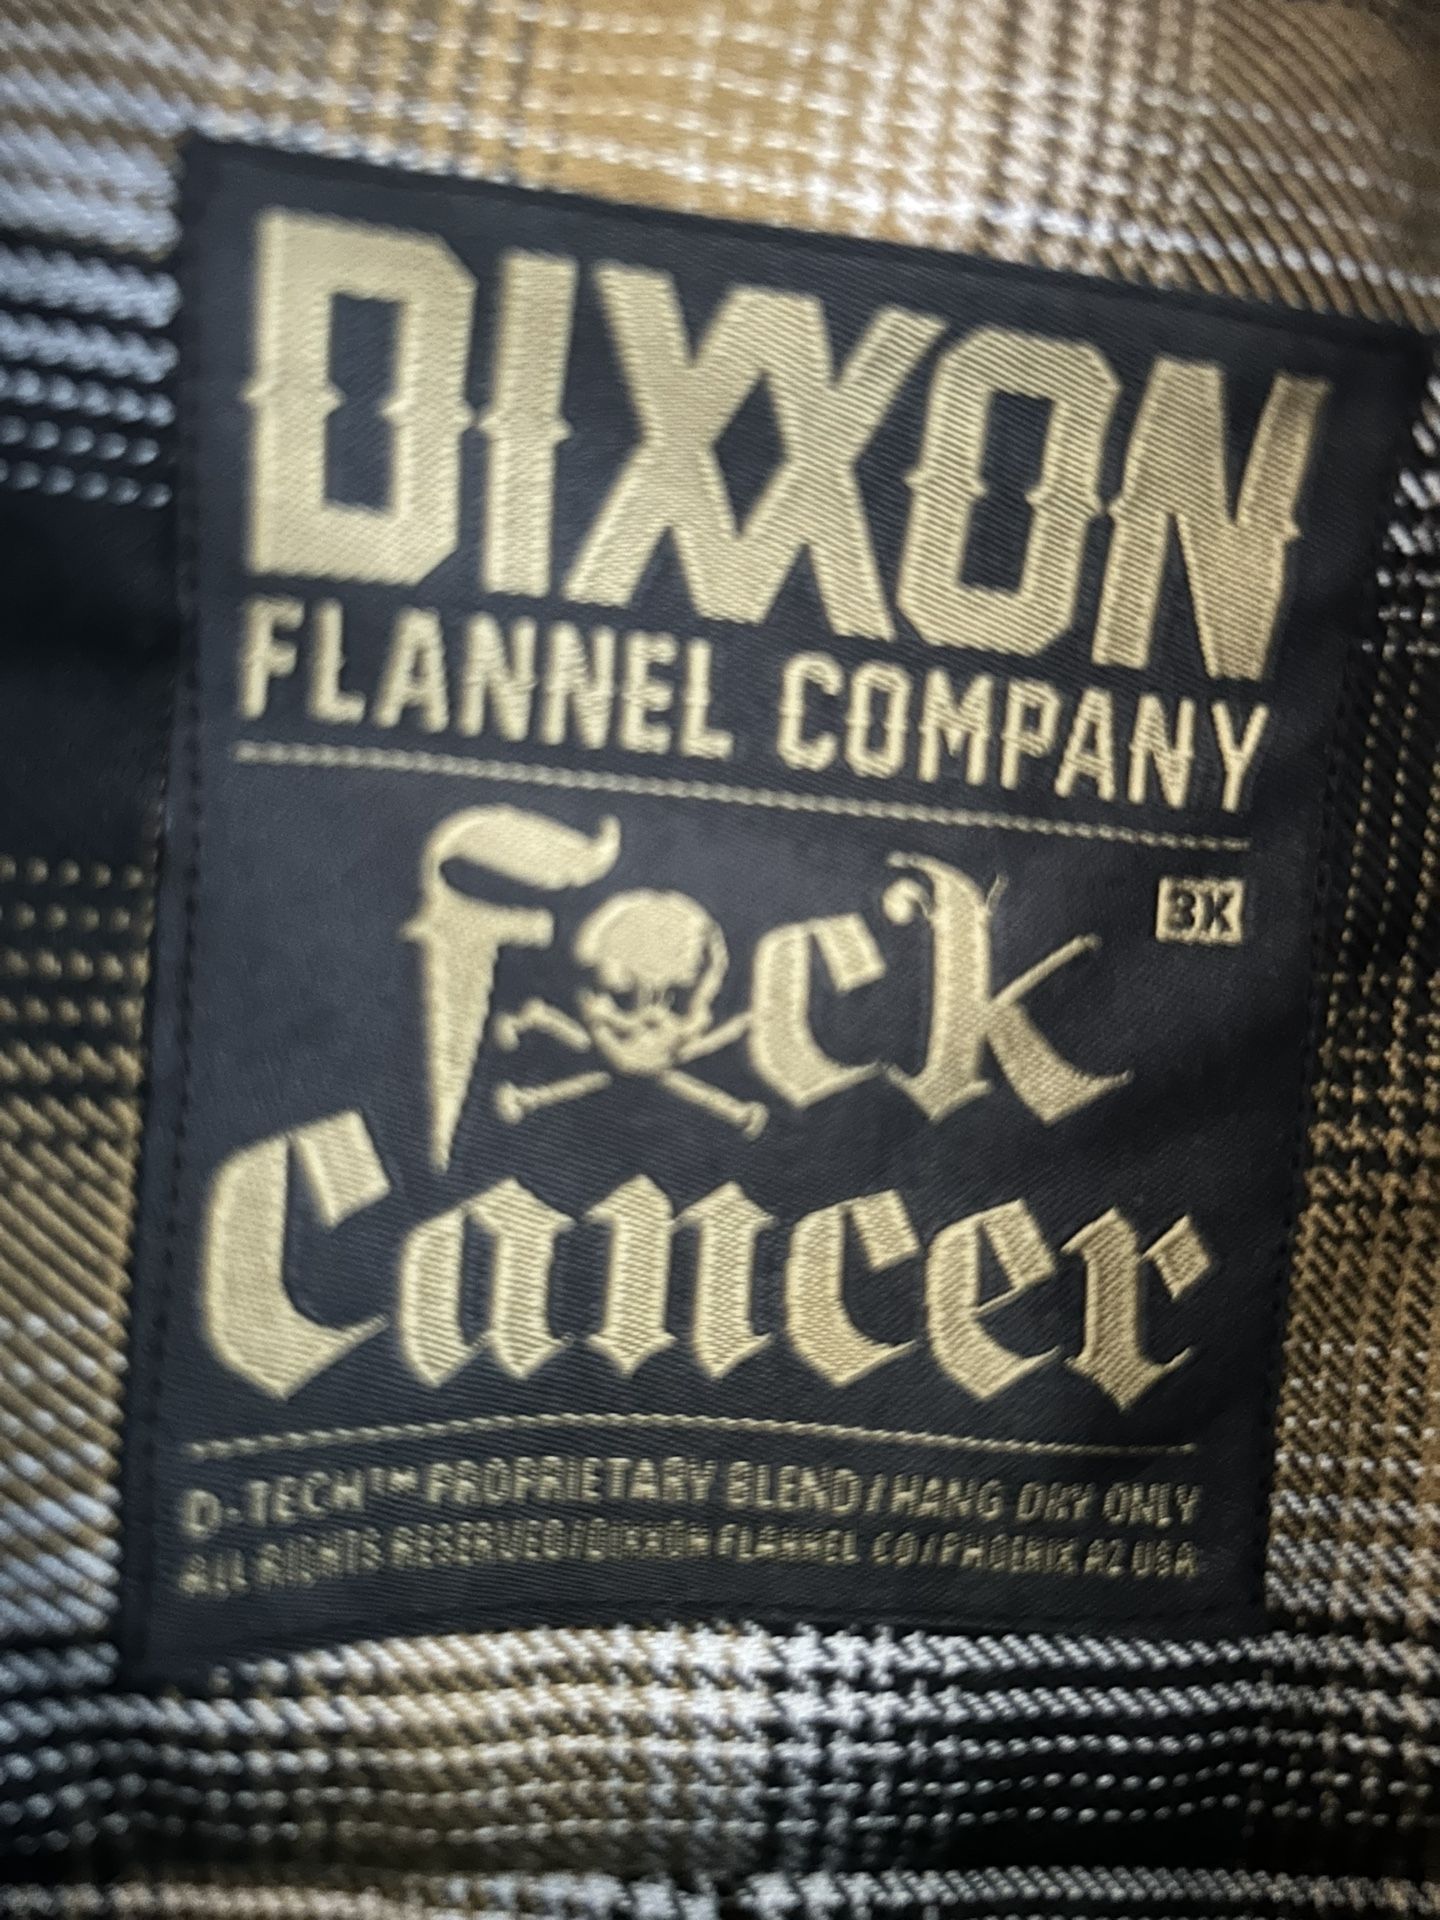 DIXXON
FLANNEL COMPANY
Fck
3X
Cancer
D-TECH™ PROPRIETARY BLEND/HANG DRY ONLY
ALL RIGHTS RESERVED/DIXXON FLANNEL CO/PHOENIX AZ USA